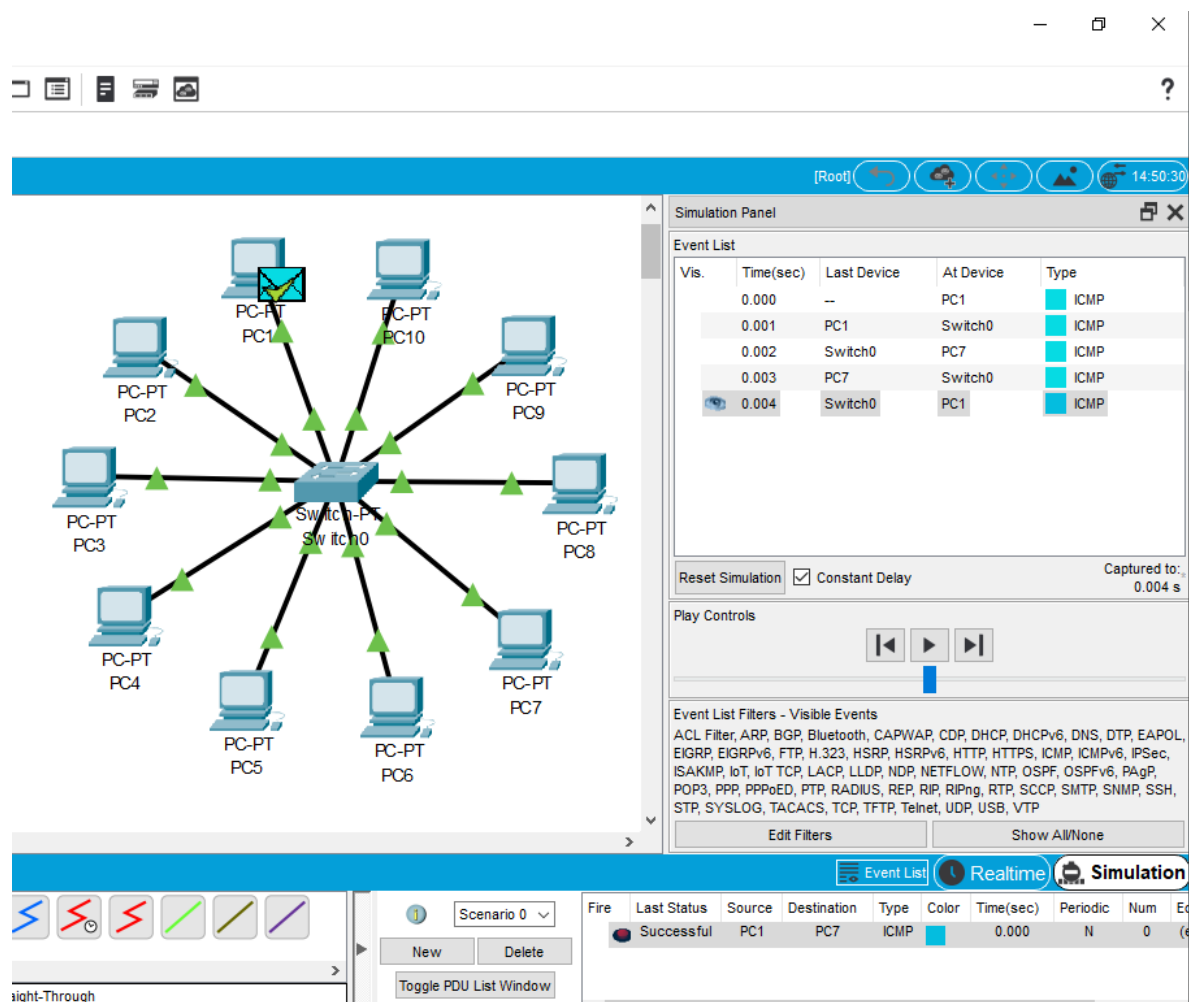 ?
[Root]
14:50:30
Simulation Panel
Event List
Vis. Time(sec) Last Device At Device Type
0.000 -- PC1 ICMP
0.001 PC1 Switch0 ICMP
0.002 Switch0 PC7 ICMP
0.003 PC7 Switch0 ICMP
0.004 Switch0 PC1 ICMP
Reset Simulation Constant Delay
Captured to:
0.004 s
Play Controls
Event List Filters - Visible Events
ACL Filter, ARP, BGP, Bluetooth, CAPWAP, CDP, DHCP, DHCPv6, DNS, DTP, EAPOL,
EIGRP, EIGRPv6, FTP, H.323, HSRP, HSRPv6, HTTP, HTTPS, ICMP, ICMPv6, IPSec,
ISAKMP, IoT, IoT TCP, LACP, LLDP, NDP, NETFLOW, NTP, OSPF, OSPFv6, PAgP,
POP3, PPP, PPPoED, PTP, RADIUS, REP, RIP, RIPng, RTP, SCCP, SMTP, SNMP, SSH,
STP, SYSLOG, TACACS, TCP, TFTP, Telnet, UDP, USB, VTP
Edit Filters Show All/None
PC-PT
PC1
PC-PT
PC10
PC-PT
PC2
PC-PT
PC9
PC-PT
PC3
PC-PT
PC8
Switch-PT
Switch0
PC-PT
PC4
PC-PT
PC7
PC-PT
PC5
PC-PT
PC6
Event List Realtime Simulation
Scenario 0
New Delete
Toggle PDU List Window
Fire Last Status Source Destination Type Color Time(sec) Periodic Num
Successful PC1 PC7 ICMP 0.000 N 0